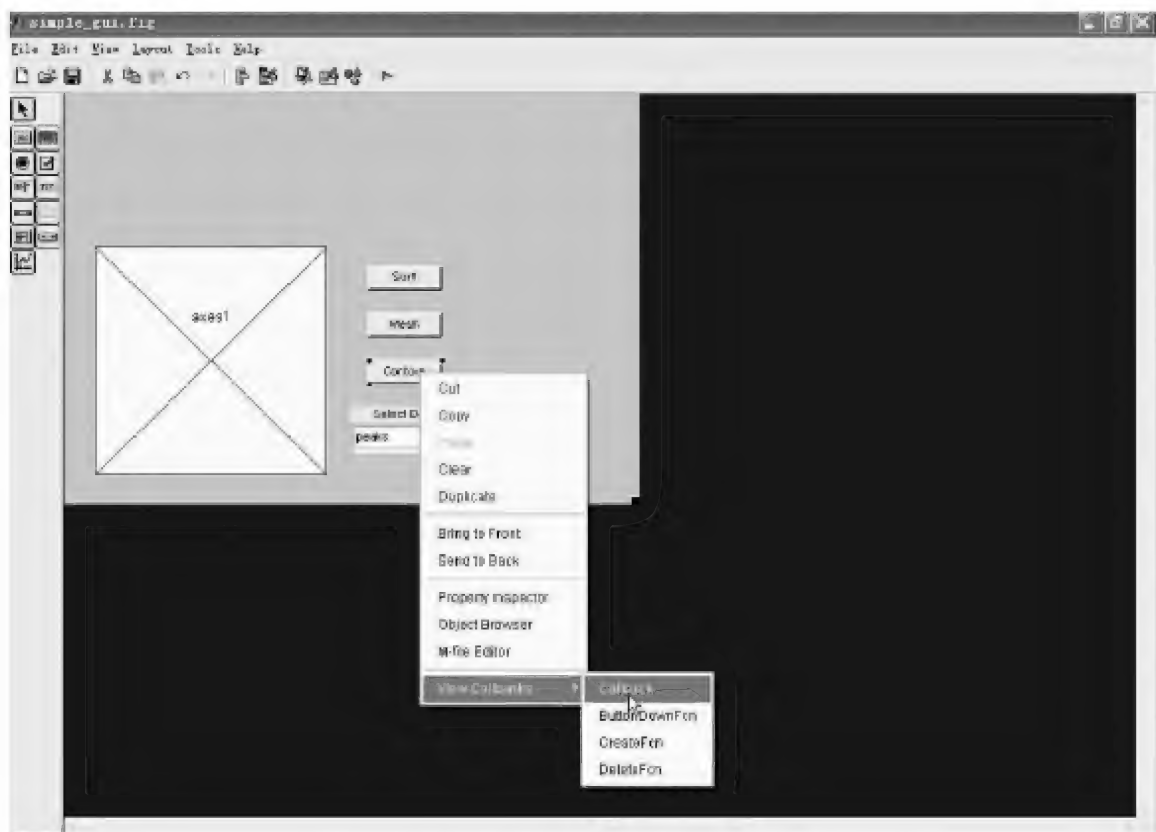 simple_gui.fig
File Edit View Layout Tools Help
axes1
Surf
Mesh
Contour
Select D
peaks
Cut
Copy
Clear
Duplicate
Bring to Front
Send to Back
Property Inspector
Object Browser
M-file Editor
View Callbacks
Callback
ButtonDownFcn
CreateFcn
DeleteFcn